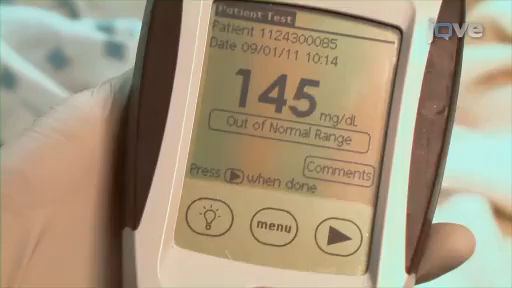 jove
Patient Test
Patient 1124300085
Date 09/01/11 10:14
145 mg/dL
Out of Normal Range
Comments
Press when done
menu